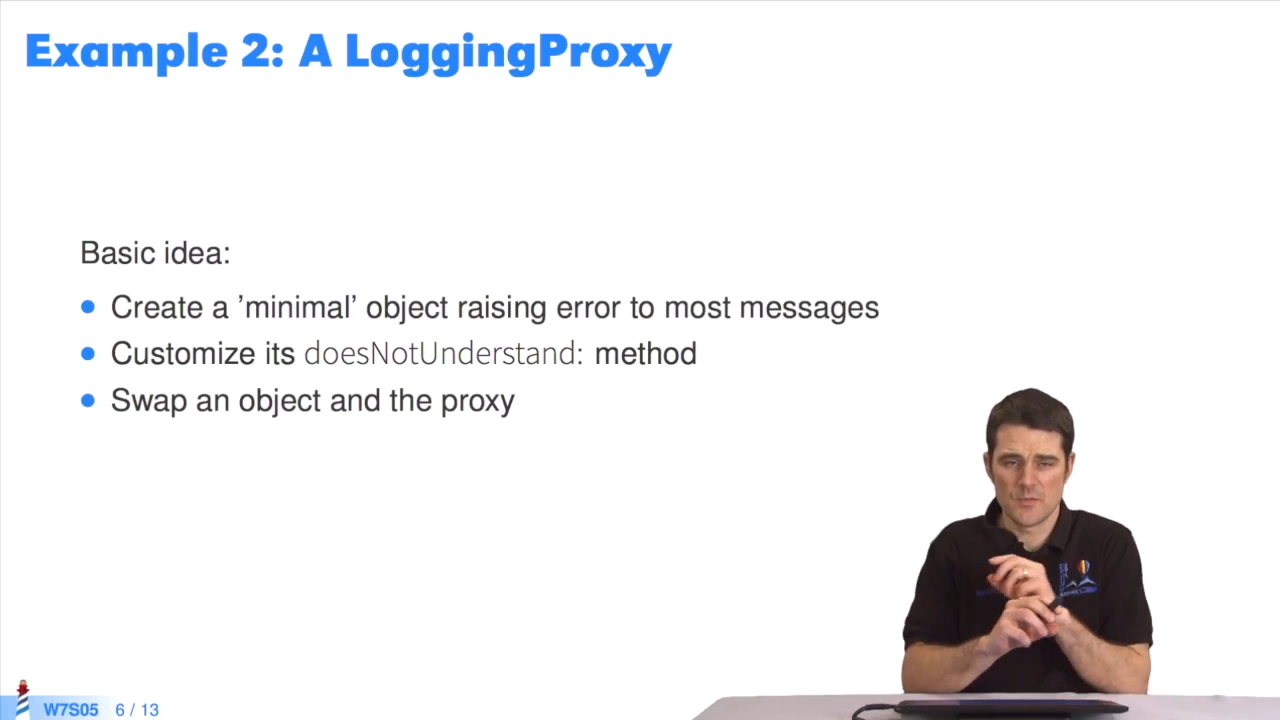 Example 2: A LoggingProxy
Basic idea:
Create a 'minimal' object raising error to most messages
Customize its doesNotUnderstand: method
Swap an object and the proxy
W7S05 6 / 13